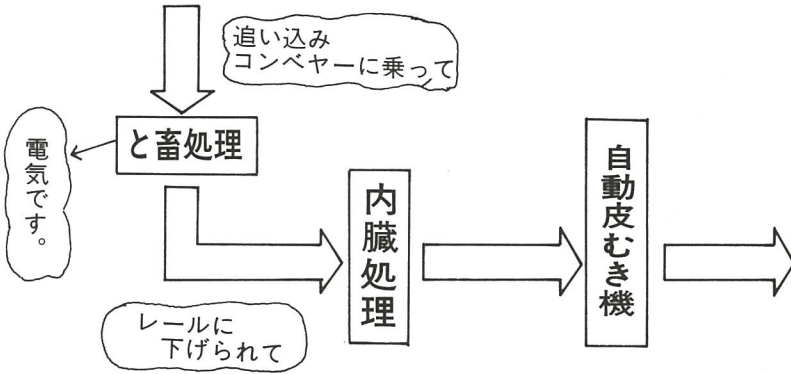 追い込み
コンベヤーに乗って
と畜処理
電気です。
レールに
下げられて
内臓処理
自動皮むき機